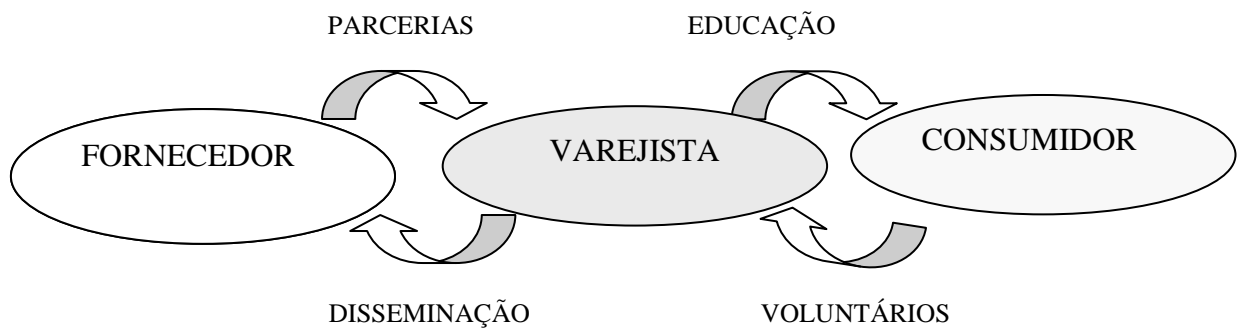 PARCERIAS EDUCAÇÃO
FORNECEDOR VAREJISTA CONSUMIDOR
DISSEMINAÇÃO VOLUNTÁRIOS